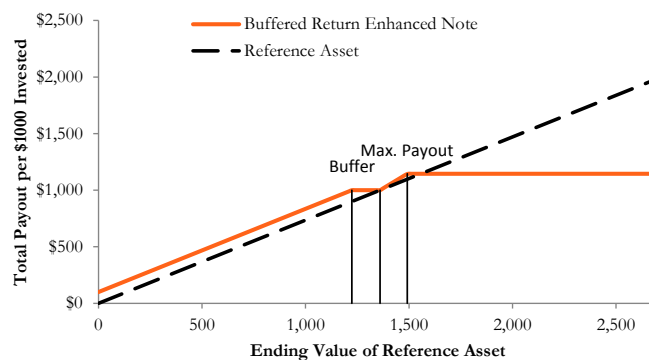 $2,500
$2,000
$1,500
$1,000
$500
$0
Total Payout per $1000 Invested
Buffered Return Enhanced Note
Reference Asset
Max. Payout
Buffer
0 500 1,000 1,500 2,000 2,500
Ending Value of Reference Asset